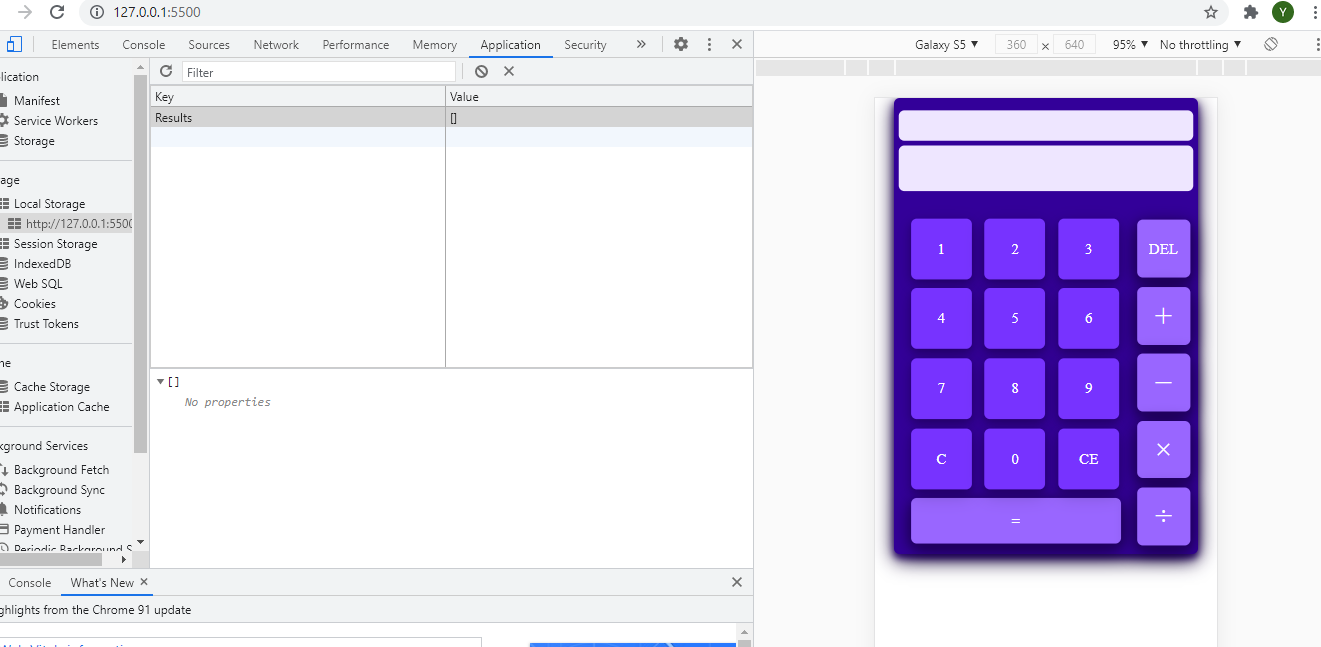 127.0.0.1:5500
Y
Elements Console Sources Network Performance Memory Application Security
Galaxy S5 ▼ 360 × 640 95% ▼ No throttling ▼
lication
Manifest
Service Workers
Storage
age
Local Storage
http://127.0.0.1:5500
Session Storage
IndexedDB
Web SQL
Cookies
Trust Tokens
he
Cache Storage
Application Cache
kground Services
Background Fetch
Background Sync
Notifications
Payment Handler
Periodic Background S
Filter
Key Value
Results []
▼ []
No properties
1 2 3 DEL
4 5 6 +
7 8 9 −
C 0 CE ×
= ÷
Console What's New ×
ghlights from the Chrome 91 update